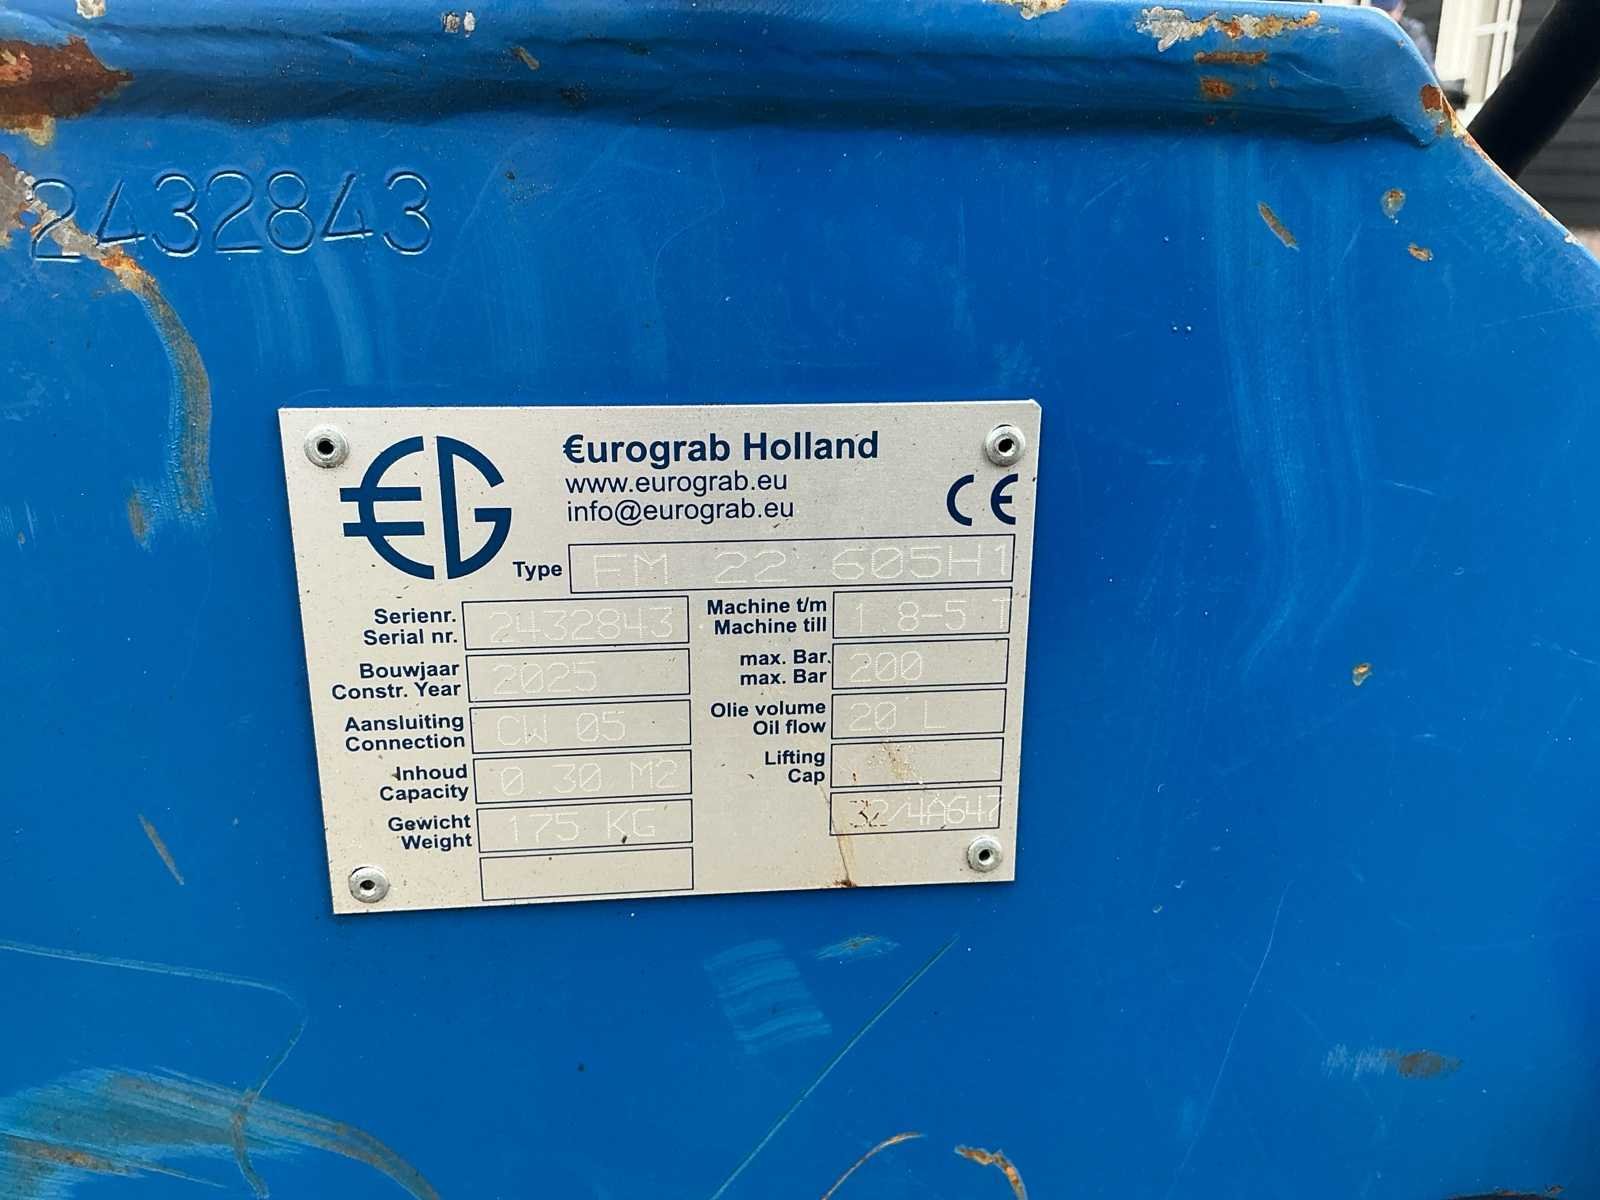 2432843
€G
€urograb Holland
www.eurograb.eu
info@eurograb.eu
CE
Type FM 22 605H1
Serienr. Serial nr. 2432843
Bouwjaar Constr. Year 2025
Aansluiting Connection CW 05
Inhoud Capacity 0.30 M2
Gewicht Weight 175 KG
Machine t/m Machine till 1.8-5 T
max. Bar. max. Bar 200
Olie volume Oil flow 20 L
Lifting Cap
32/4A647